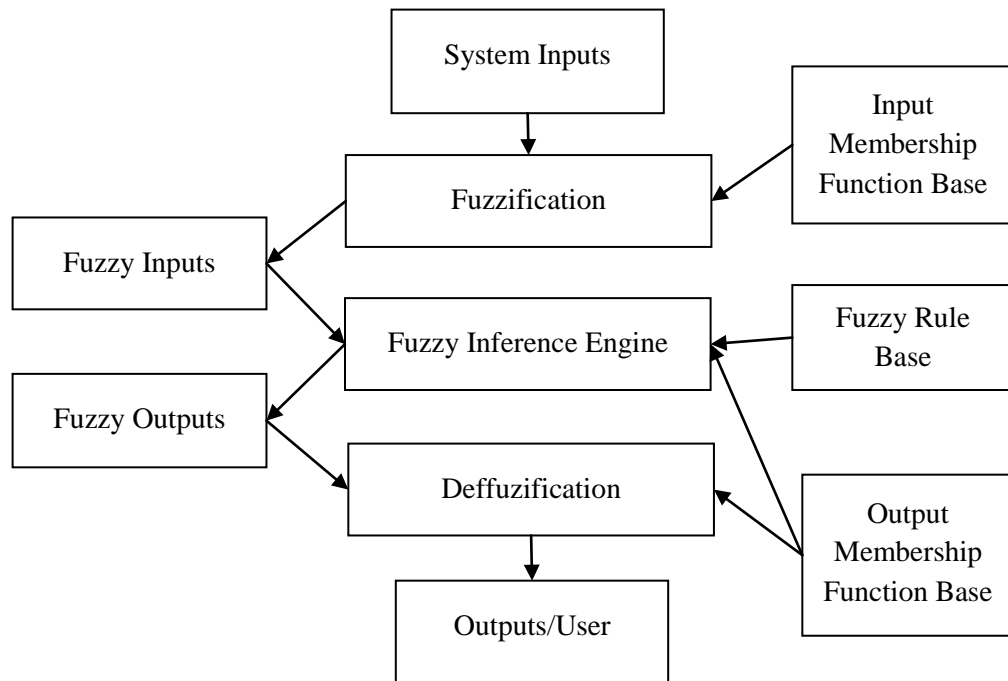 System Inputs
Input
Membership
Function Base
Fuzzification
Fuzzy Inputs
Fuzzy Inference Engine
Fuzzy Rule
Base
Fuzzy Outputs
Deffuzification
Output
Membership
Function Base
Outputs/User